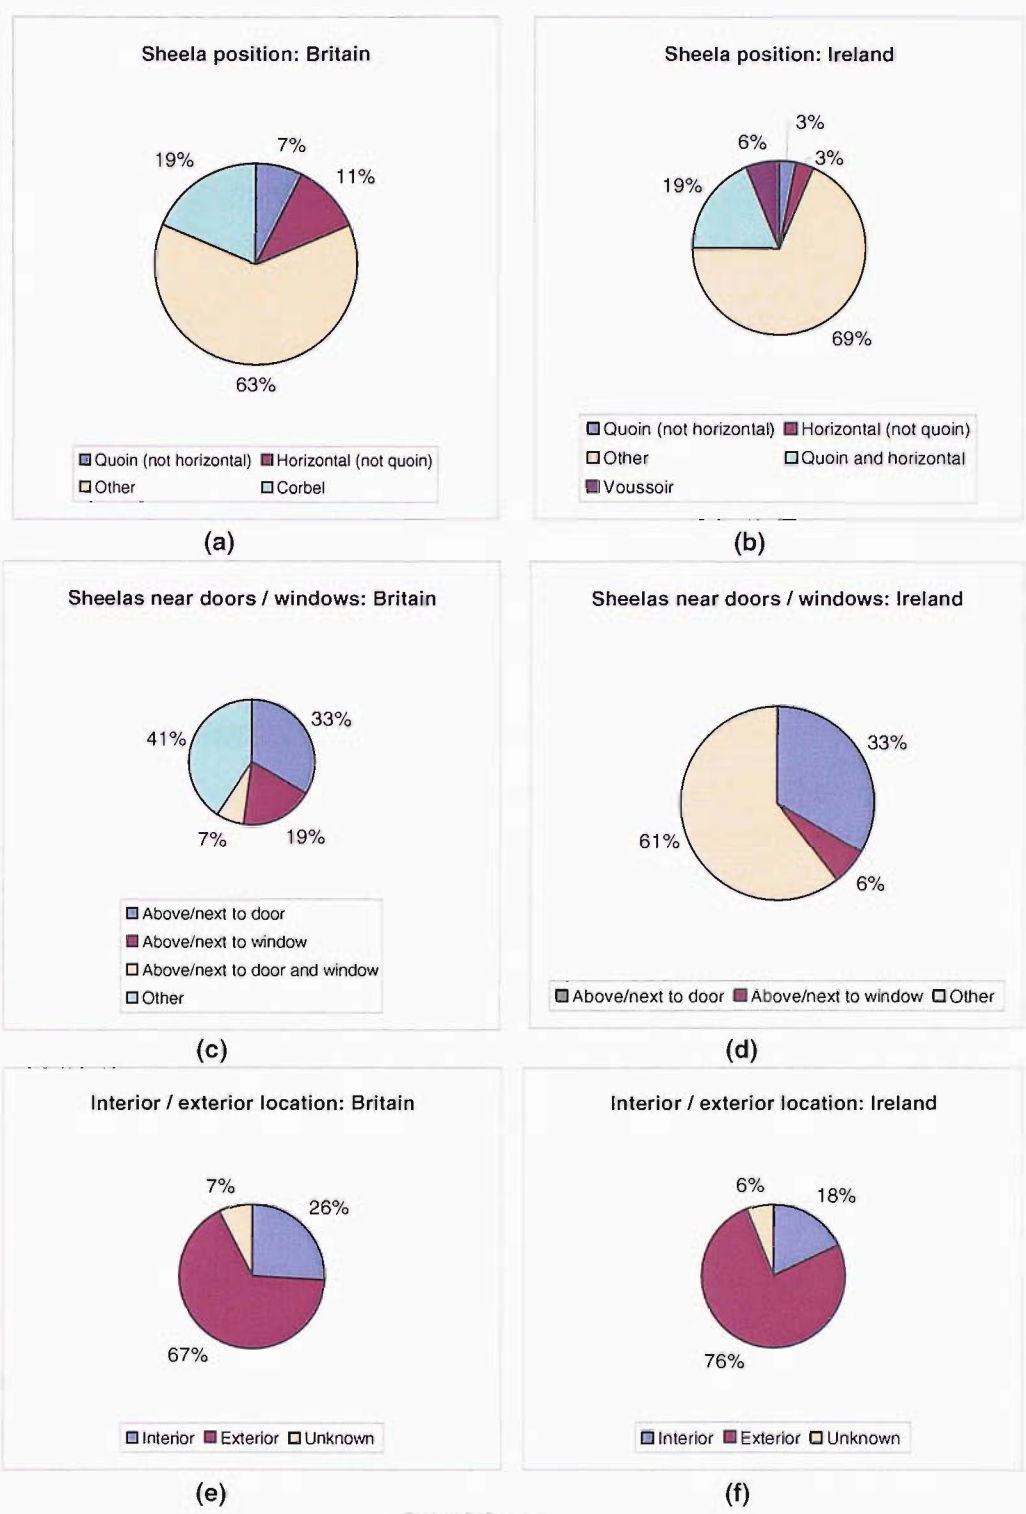 Sheela position: Britain
19%
7%
11%
63%
Quoin (not horizontal) Horizontal (not quoin)
Other Corbel
(a)
Sheela position: Ireland
3%
6%
3%
19%
69%
Quoin (not horizontal) Horizontal (not quoin)
Other Quoin and horizontal
Voussoir
(b)
Sheelas near doors / windows: Britain
33%
41%
7%
19%
Above/next to door
Above/next to window
Above/next to door and window
Other
(c)
Sheelas near doors / windows: Ireland
33%
61%
6%
Above/next to door Above/next to window Other
(d)
Interior / exterior location: Britain
7%
26%
67%
Interior Exterior Unknown
(e)
Interior / exterior location: Ireland
6%
18%
76%
Interior Exterior Unknown
(f)